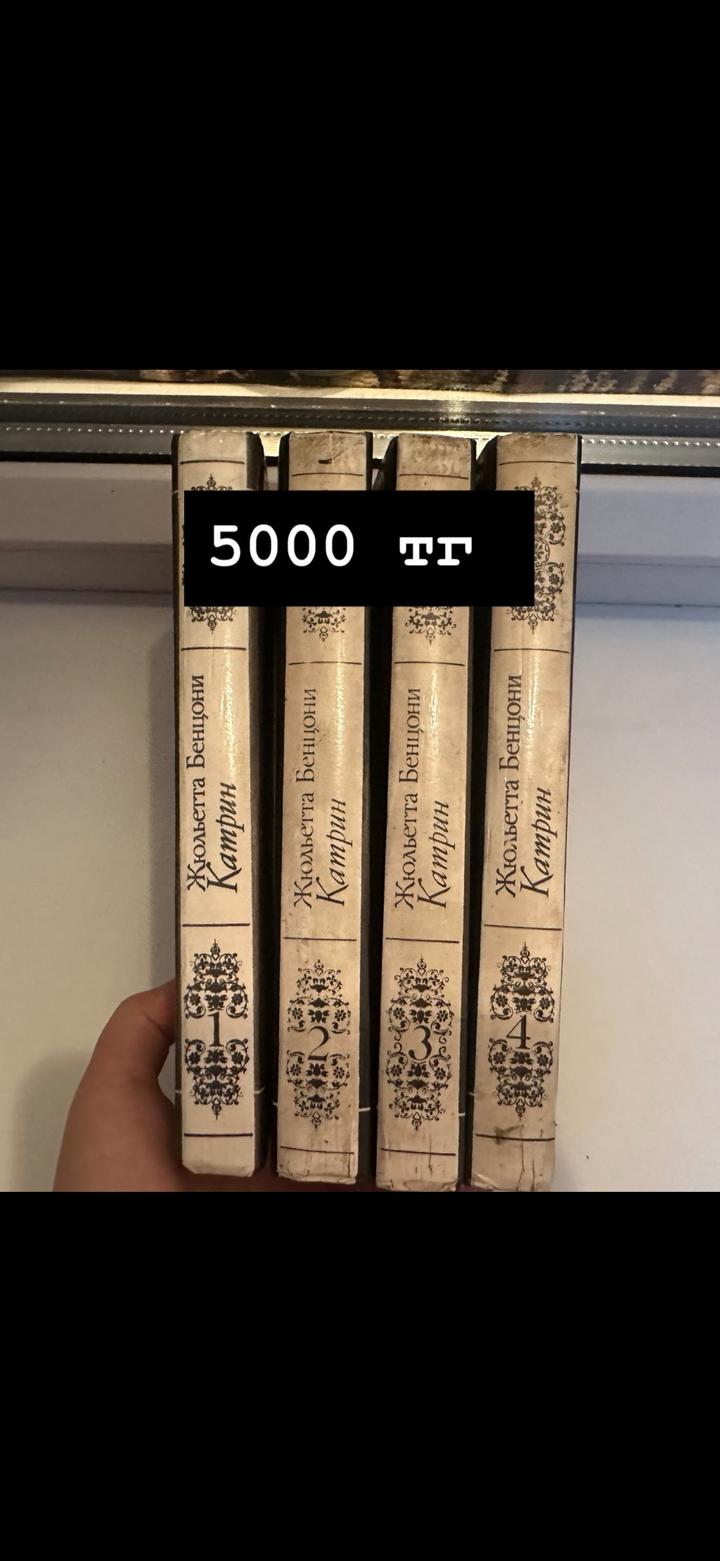 5000 тг
Жюльетта Бенцони
Катрин
1
Жюльетта Бенцони
Катрин
2
Жюльетта Бенцони
Катрин
3
Жюльетта Бенцони
Катрин
4